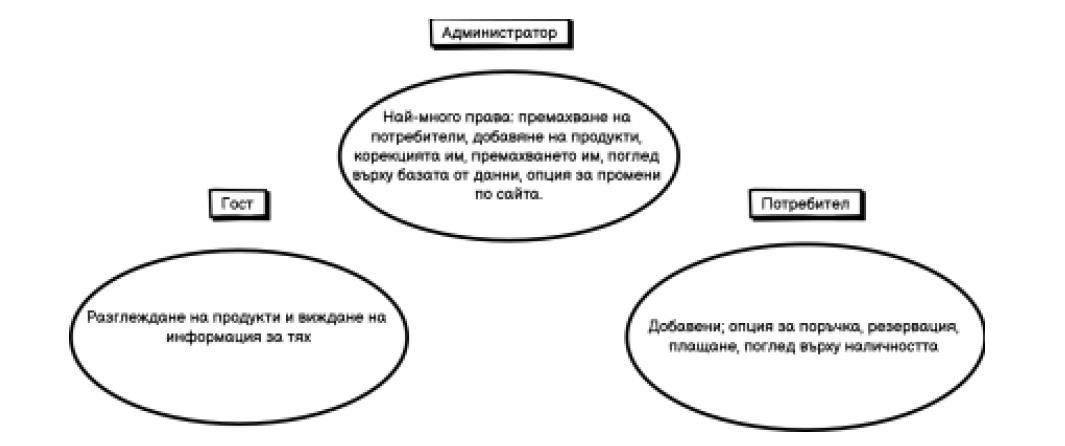 Администратор
Най-много права: премахване на
потребители, добавяне на продукти,
корекцията им, премахването им, поглед
върху базата от данни, опция за промени
по сайта.
Гост
Потребител
Разглеждане на продукти и виждане на
информация за тях
Добавени; опция за поръчка, резервация,
плащане, поглед върху наличността